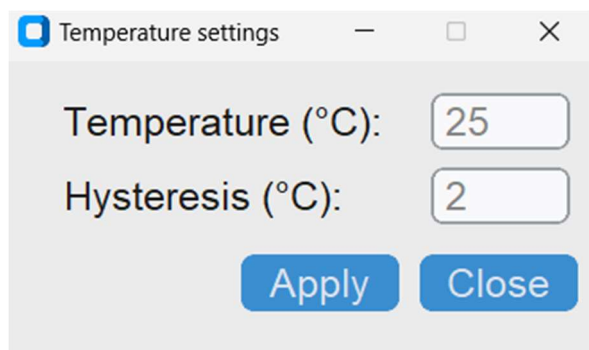 Temperature settings
Temperature (°C): 25
Hysteresis (°C): 2
Apply Close